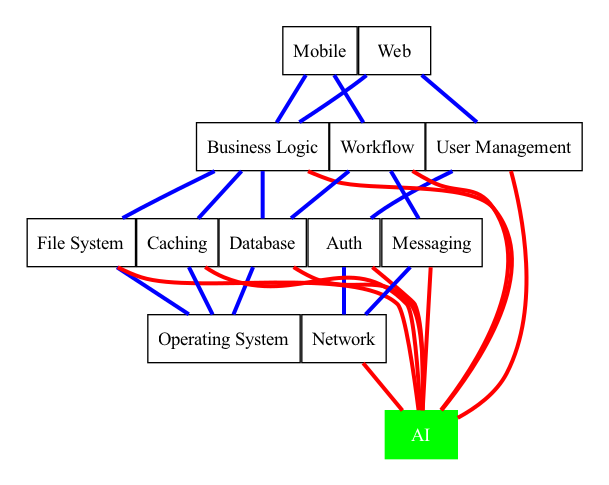 Mobile Web
Business Logic Workflow User Management
File System Caching Database Auth Messaging
Operating System Network
AI